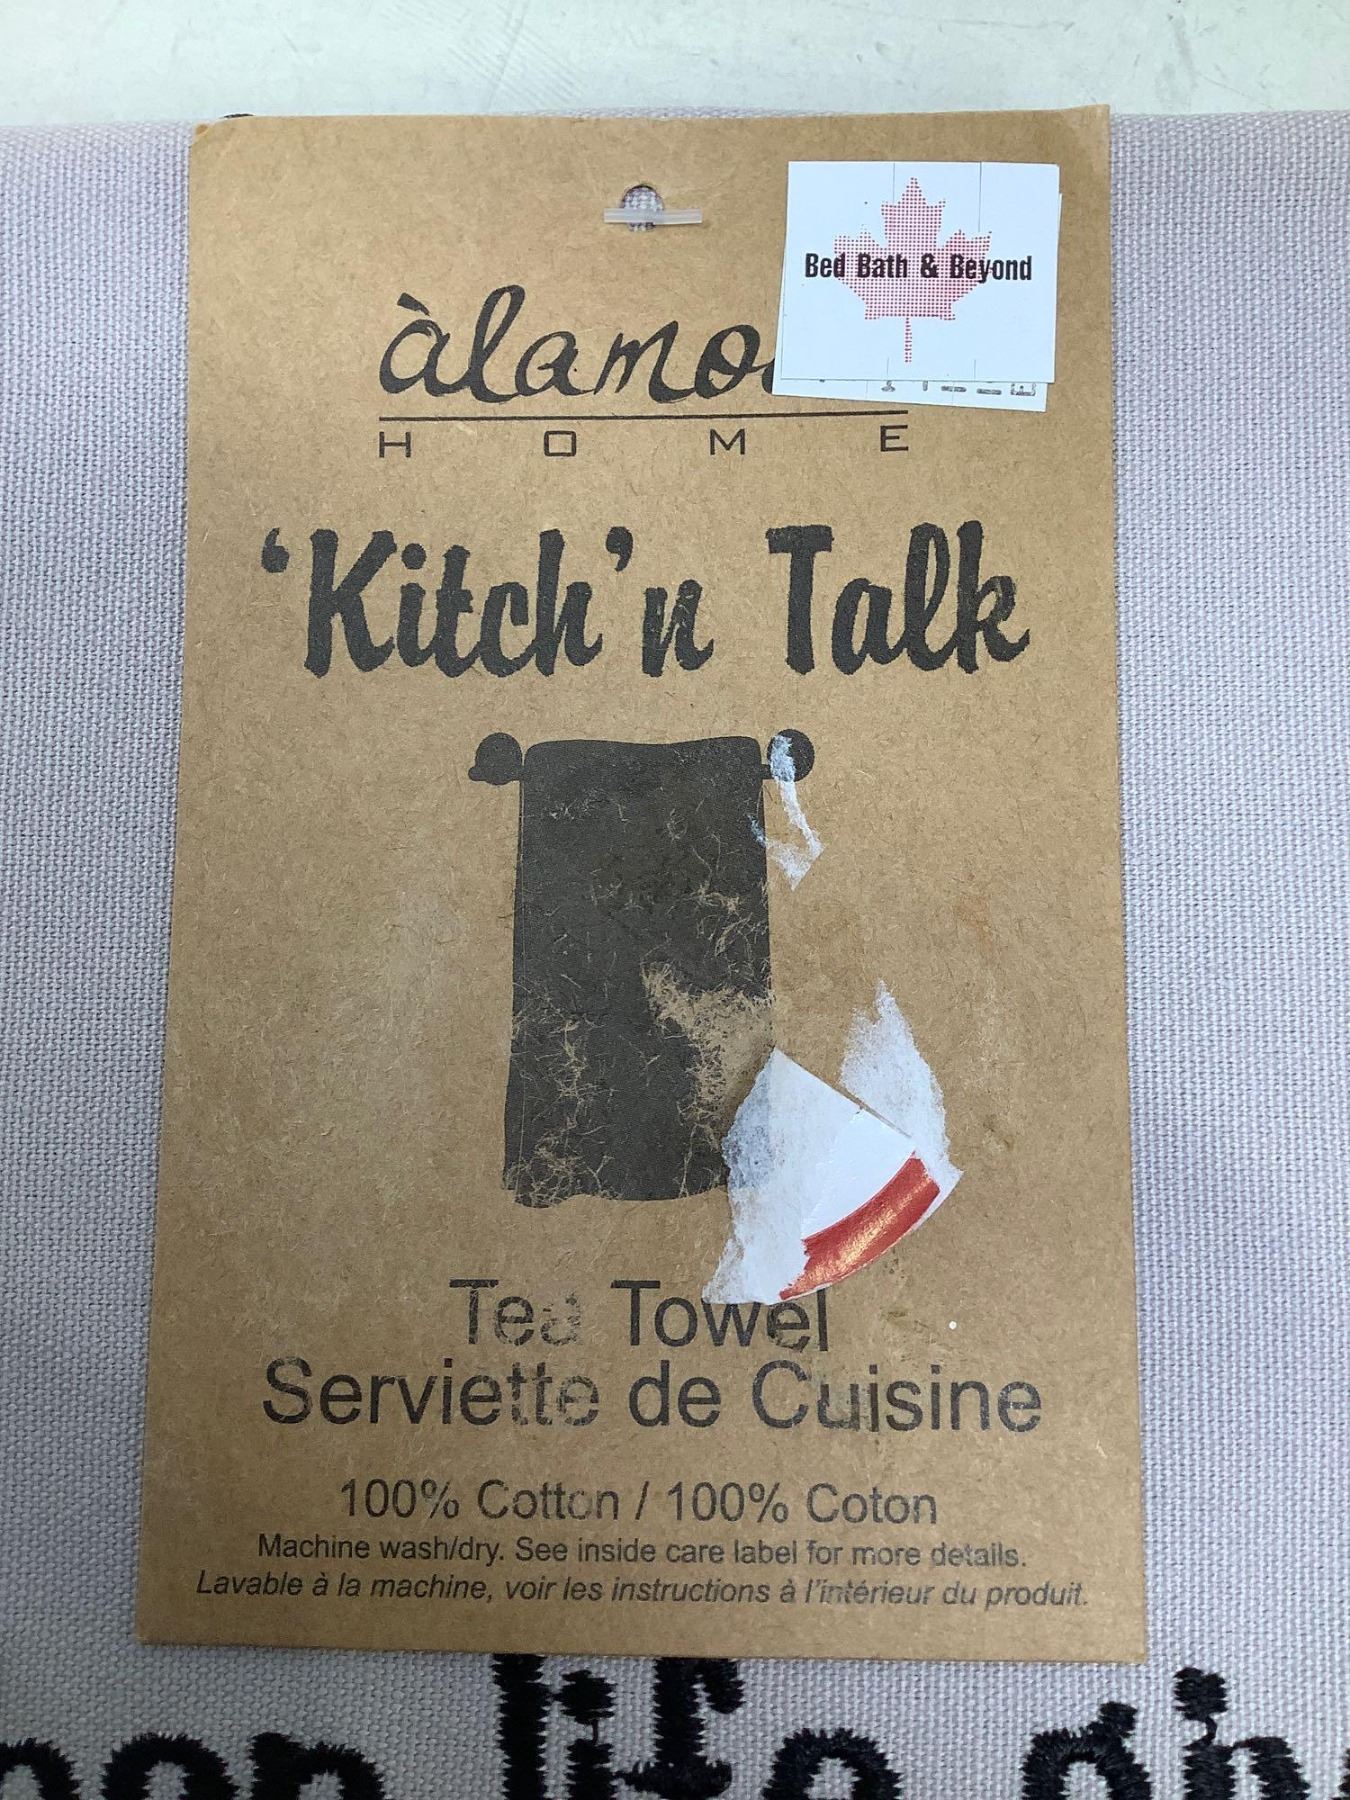 Bed Bath & Beyond
HOME
'Kitch'n Talk
Tea Towel
Serviette de Cuisine
100% Cotton / 100% Coton
Machine wash/dry. See inside care label for more details.
Lavable à la machine, voir les instructions à l'intérieur du produit.
life